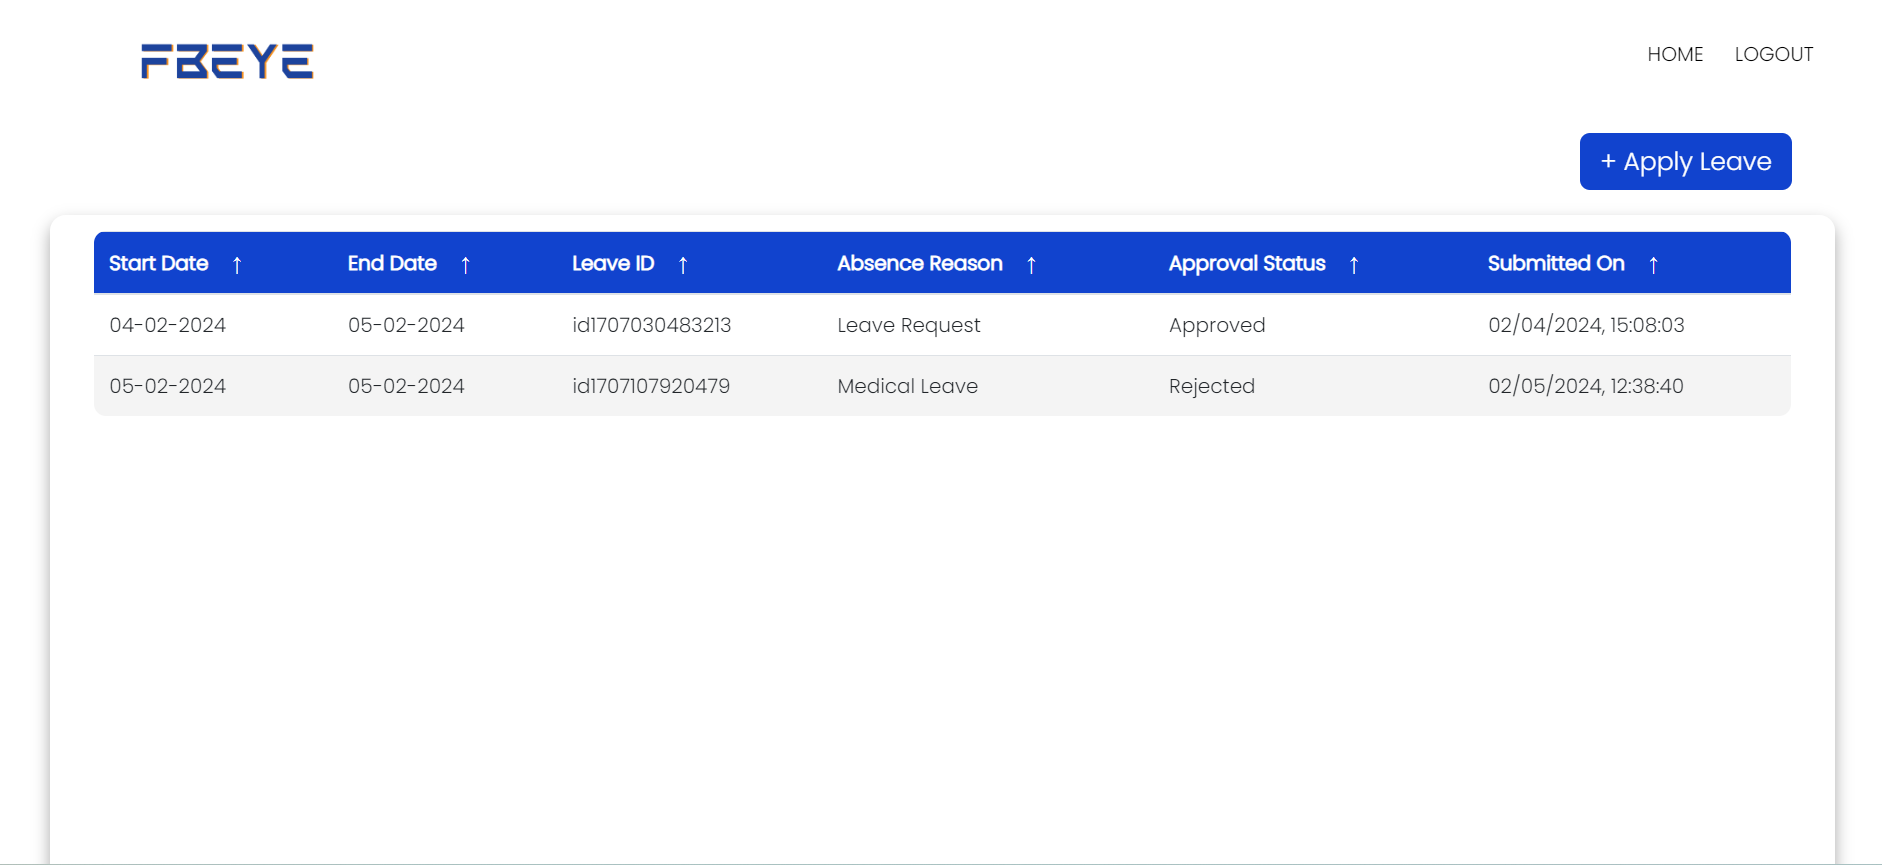 FBEYE
HOME LOGOUT
+ Apply Leave
Start Date ↑ End Date ↑ Leave ID ↑ Absence Reason ↑ Approval Status ↑ Submitted On ↑
04-02-2024 05-02-2024 id1707030483213 Leave Request Approved 02/04/2024, 15:08:03
05-02-2024 05-02-2024 id1707107920479 Medical Leave Rejected 02/05/2024, 12:38:40